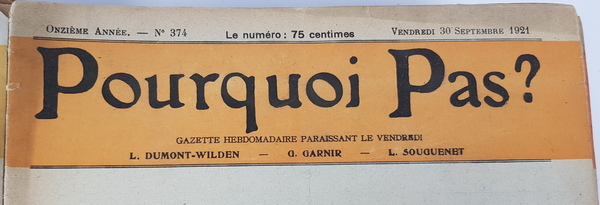 Onzième Année. — N° 374 Le numéro : 75 centimes Vendredi 30 Septembre 1921
Pourquoi Pas?
GAZETTE HEBDOMADAIRE PARAISSANT LE VENDREDI
L. DUMONT-WILDEN — G. GARNIR — L. SOUGUENET